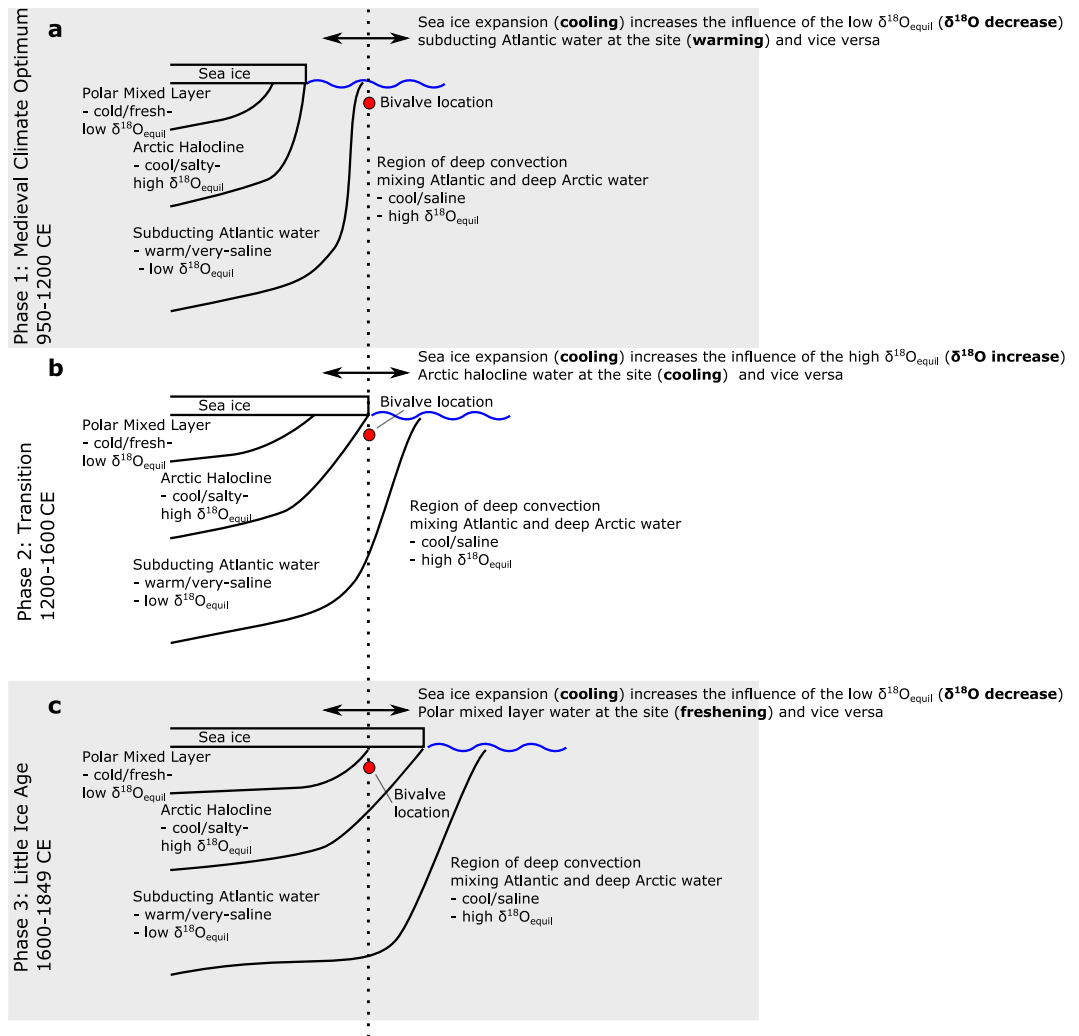 Phase 1: Medieval Climate Optimum
950-1200 CE
a
Sea ice expansion (cooling) increases the influence of the low δ¹⁸Oequil (δ¹⁸O decrease)
subducting Atlantic water at the site (warming) and vice versa
Sea ice
Polar Mixed Layer
- cold/fresh-
low δ¹⁸Oequil
Bivalve location
Arctic Halocline
- cool/salty-
high δ¹⁸Oequil
Region of deep convection
mixing Atlantic and deep Arctic water
- cool/saline
- high δ¹⁸Oequil
Subducting Atlantic water
- warm/very-saline
- low δ¹⁸Oequil
Phase 2: Transition
1200-1600 CE
b
Sea ice expansion (cooling) increases the influence of the high δ¹⁸Oequil (δ¹⁸O increase)
Arctic halocline water at the site (cooling) and vice versa
Sea ice
Bivalve location
Polar Mixed Layer
- cold/fresh-
low δ¹⁸Oequil
Arctic Halocline
- cool/salty-
high δ¹⁸Oequil
Region of deep convection
mixing Atlantic and deep Arctic water
- cool/saline
- high δ¹⁸Oequil
Subducting Atlantic water
- warm/very-saline
- low δ¹⁸Oequil
Phase 3: Little Ice Age
1600-1849 CE
c
Sea ice expansion (cooling) increases the influence of the low δ¹⁸Oequil (δ¹⁸O decrease)
Polar mixed layer water at the site (freshening) and vice versa
Sea ice
Polar Mixed Layer
- cold/fresh-
low δ¹⁸Oequil
Bivalve
location
Arctic Halocline
- cool/salty-
high δ¹⁸Oequil
Region of deep convection
mixing Atlantic and deep Arctic water
- cool/saline
- high δ¹⁸Oequil
Subducting Atlantic water
- warm/very-saline
- low δ¹⁸Oequil